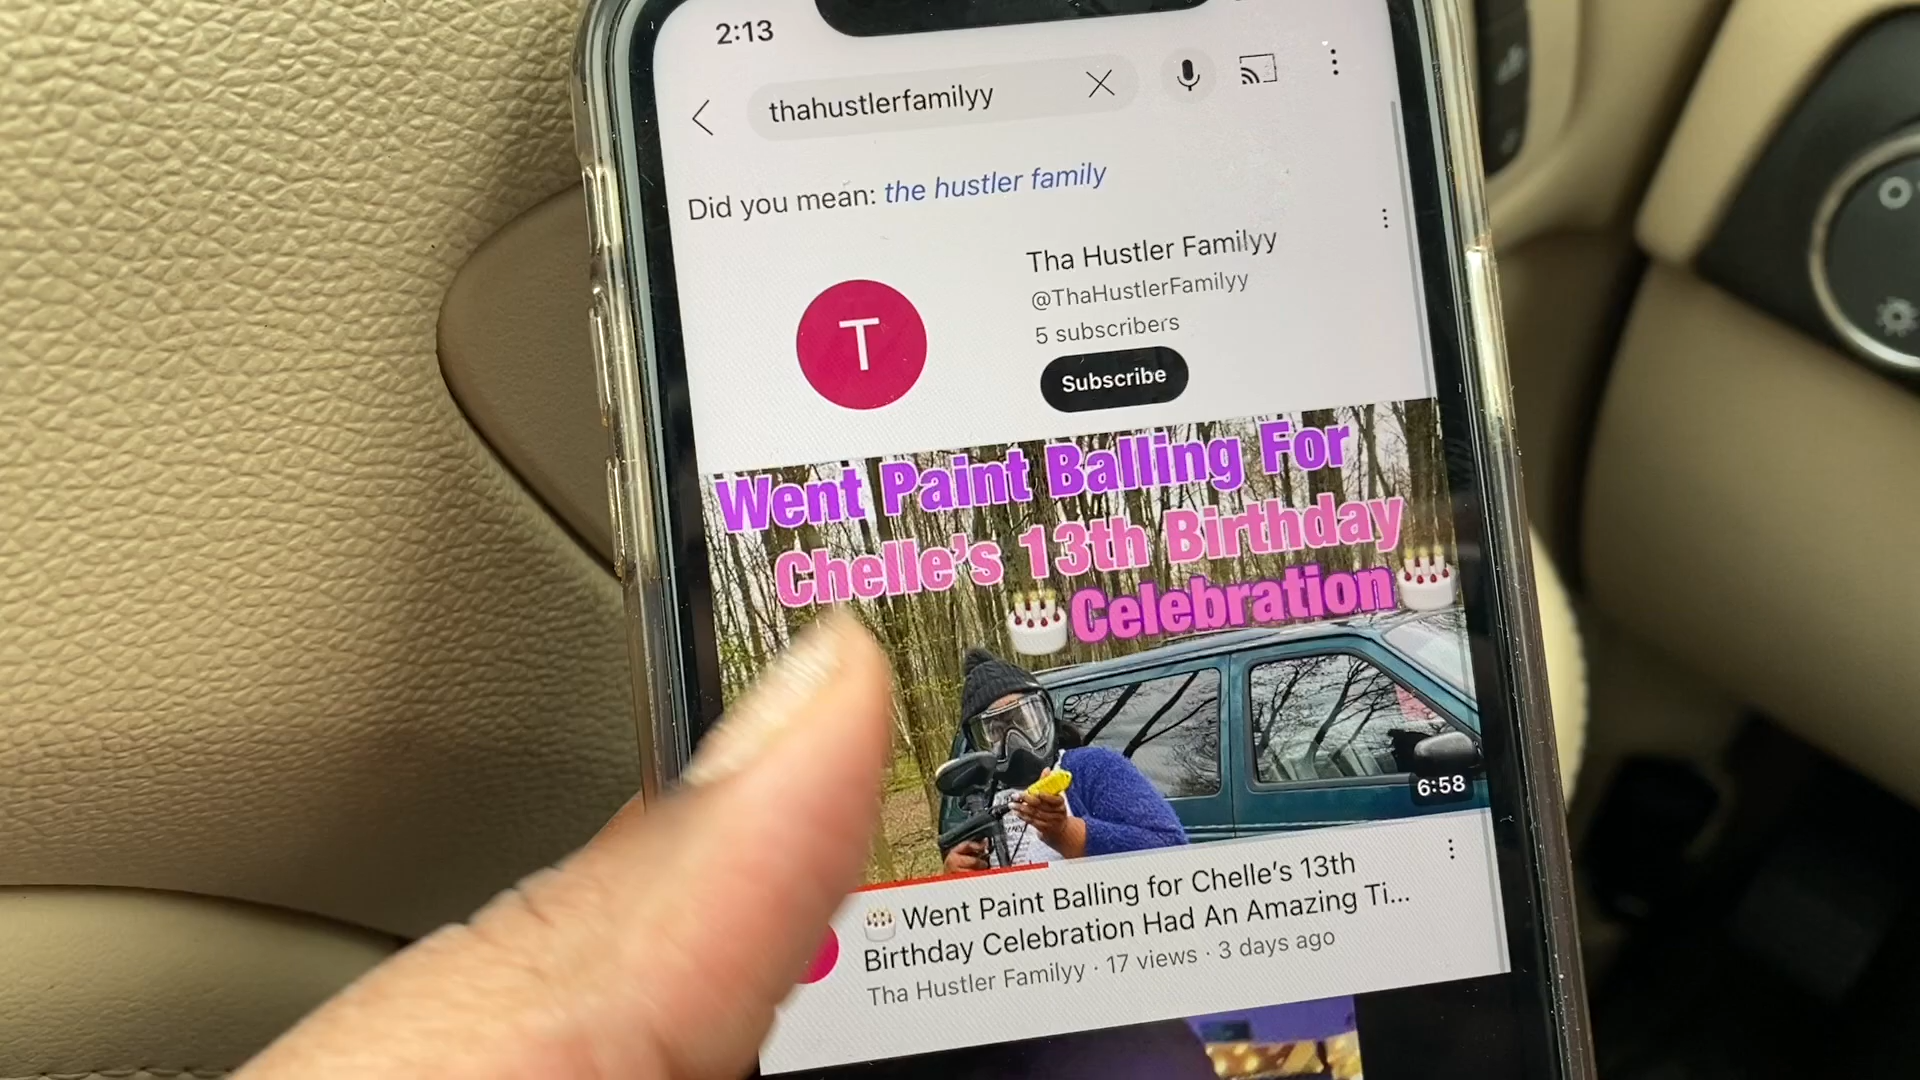 2:13
thahustlerfamilyy
Did you mean: the hustler family
Tha Hustler Familyy
@ThaHustlerFamilyy
5 subscribers
T
Subscribe
Went Paint Balling For
Chelle's 13th Birthday
🎂Celebration🎂
6:58
🎂 Went Paint Balling for Chelle's 13th
Birthday Celebration Had An Amazing Ti...
Tha Hustler Familyy · 17 views · 3 days ago